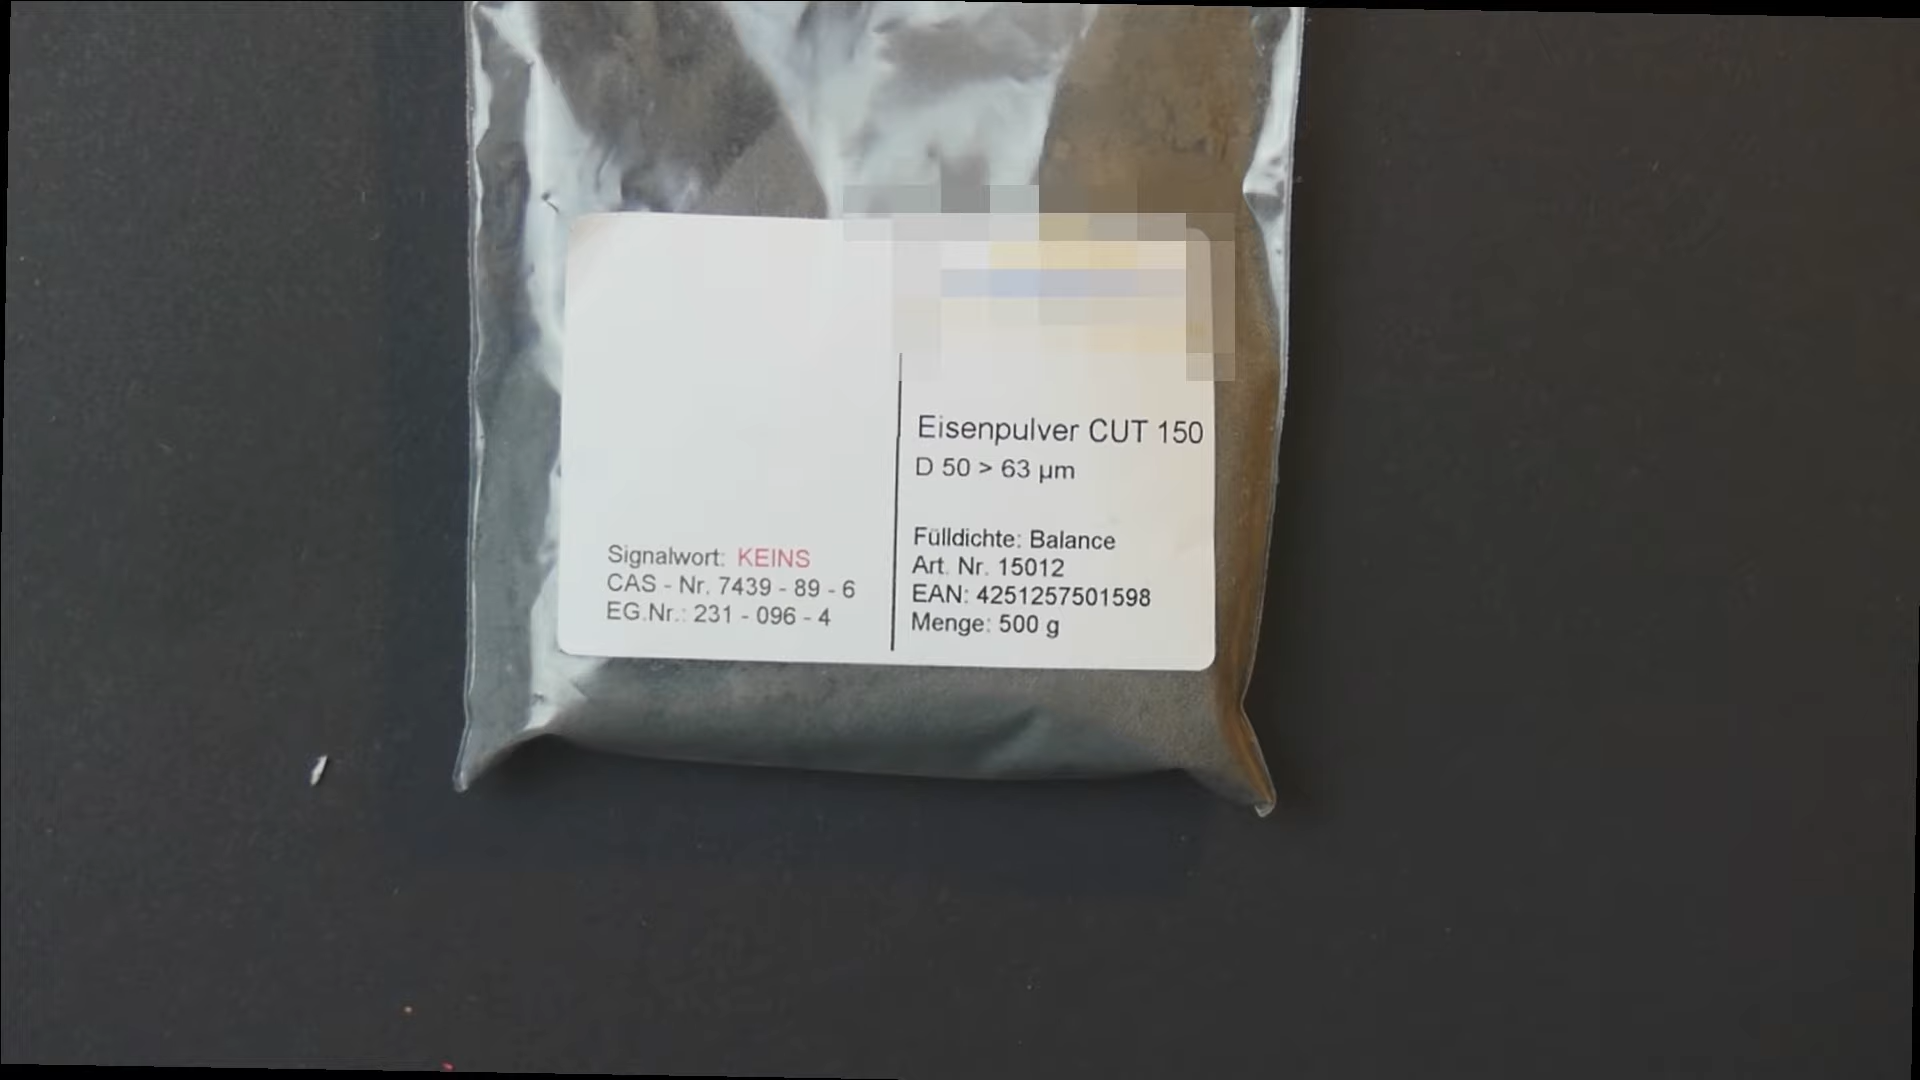 Eisenpulver CUT 150
D 50 > 63 µm
Fülldichte: Balance
Art. Nr. 15012
EAN: 4251257501598
Menge: 500 g
Signalwort: KEINS
CAS - Nr. 7439 - 89 - 6
EG.Nr.: 231 - 096 - 4